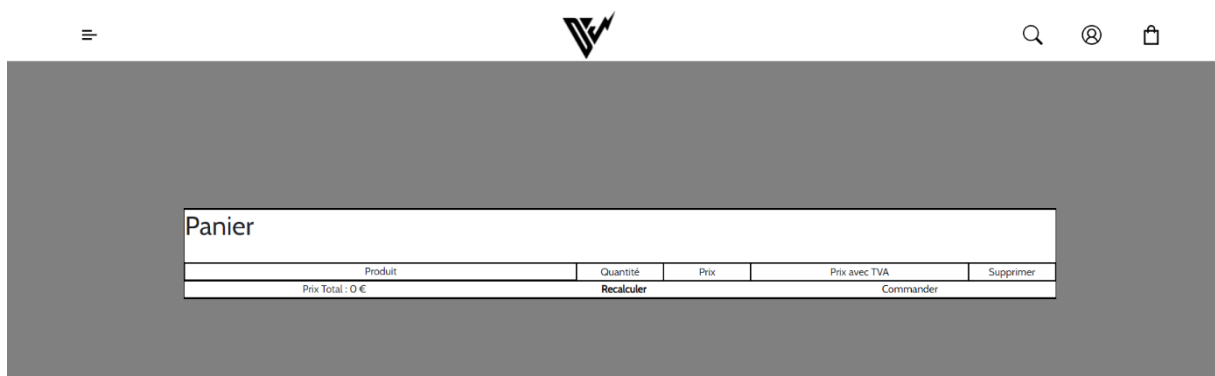 Panier
Produit Quantité Prix Prix avec TVA Supprimer
Prix Total : 0 € Recalculer Commander